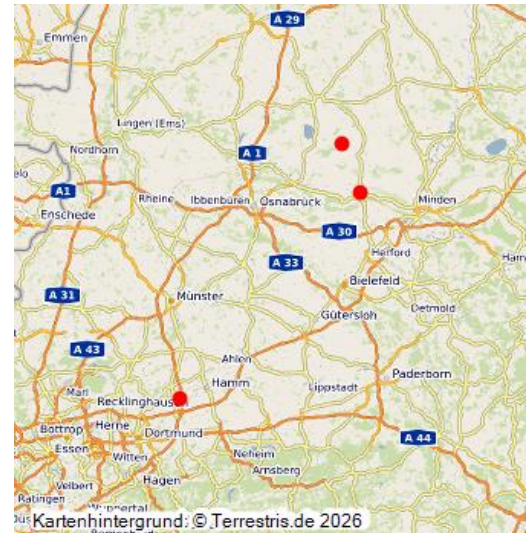 A 29
Emmen
Lingen (Ems)
Nordhorn
A 1
A1
Rheine
Ibbenbüren
Osnabrück
Minden
Enschede
A 30
Herford
A 33
Bielefeld
A 31
Münster
Gütersloh
Detmold
A 43
Ahlen
Hamm
Lippstadt
Paderborn
Marl
Recklinghaus
Bottrop
Herne
Dortmund
A 44
Essen
Witten
Neheim
Arnsberg
Velbert
Hagen
Ratingen
Wuppertal
Kartenhintergrund: © Terrestris.de 2026